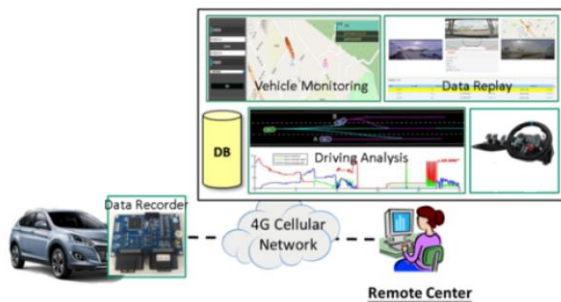 Vehicle Monitoring
Data Replay
DB
B
A
Driving Analysis
Data Recorder
4G Cellular
Network
Remote Center